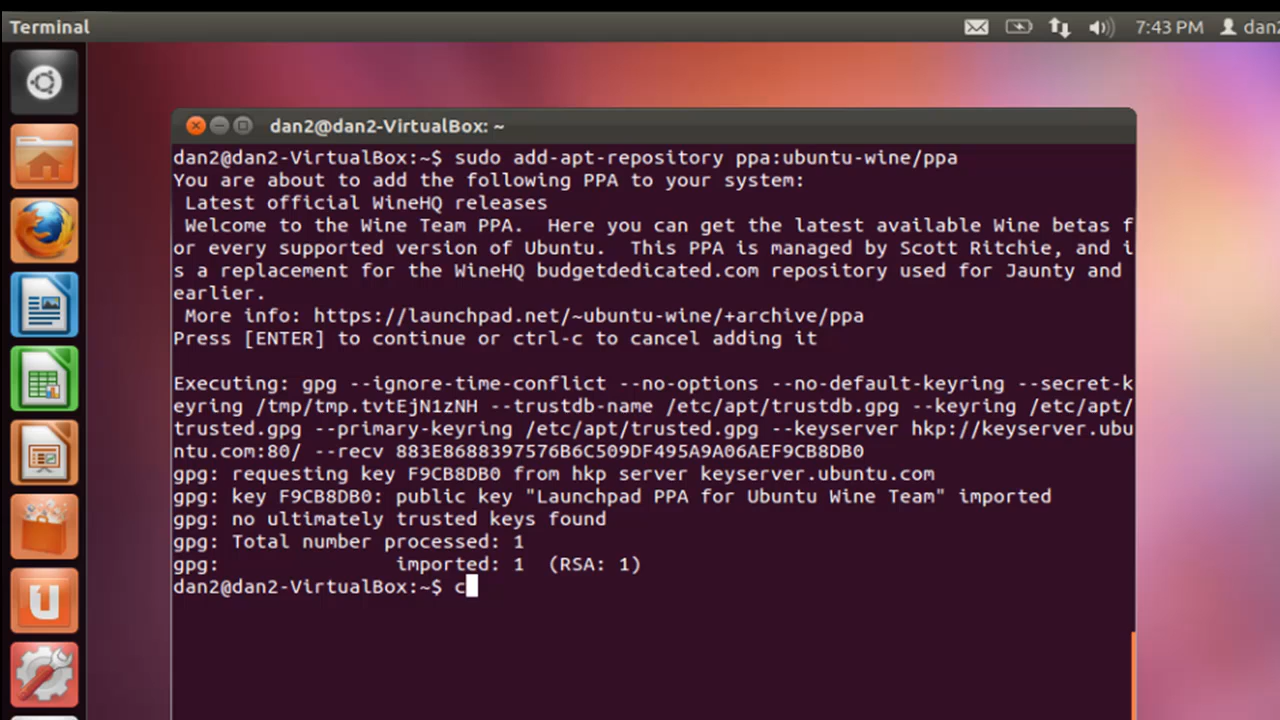 Terminal
7:43 PM
dan2
dan2@dan2-VirtualBox: ~
dan2@dan2-VirtualBox:~$ sudo add-apt-repository ppa:ubuntu-wine/ppa
You are about to add the following PPA to your system:
Latest official WineHQ releases
Welcome to the Wine Team PPA.  Here you can get the latest available Wine betas f
or every supported version of Ubuntu.  This PPA is managed by Scott Ritchie, and i
s a replacement for the WineHQ budgetdedicated.com repository used for Jaunty and
earlier.
More info: https://launchpad.net/~ubuntu-wine/+archive/ppa
Press [ENTER] to continue or ctrl-c to cancel adding it
Executing: gpg --ignore-time-conflict --no-options --no-default-keyring --secret-k
eyring /tmp/tmp.tvtEjN1zNH --trustdb-name /etc/apt/trustdb.gpg --keyring /etc/apt/
trusted.gpg --primary-keyring /etc/apt/trusted.gpg --keyserver hkp://keyserver.ubu
ntu.com:80/ --recv 883E8688397576B6C509DF495A9A06AEF9CB8DB0
gpg: requesting key F9CB8DB0 from hkp server keyserver.ubuntu.com
gpg: key F9CB8DB0: public key "Launchpad PPA for Ubuntu Wine Team" imported
gpg: no ultimately trusted keys found
gpg: Total number processed: 1
gpg:               imported: 1  (RSA: 1)
dan2@dan2-VirtualBox:~$ c